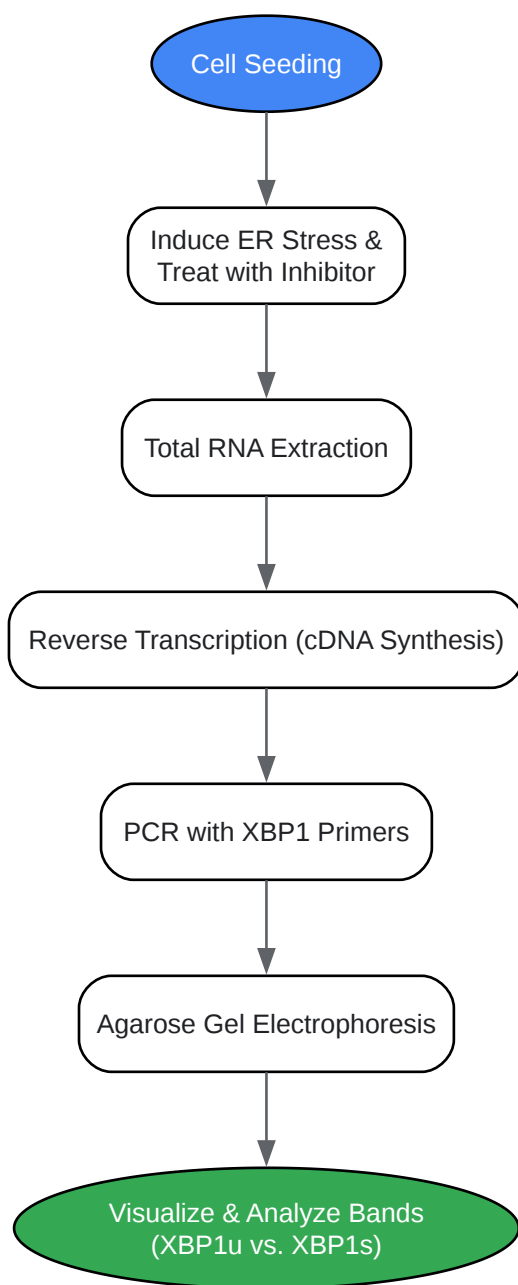 Cell Seeding
Induce ER Stress &
Treat with Inhibitor
Total RNA Extraction
Reverse Transcription (cDNA Synthesis)
PCR with XBP1 Primers
Agarose Gel Electrophoresis
Visualize & Analyze Bands
(XBP1u vs. XBP1s)